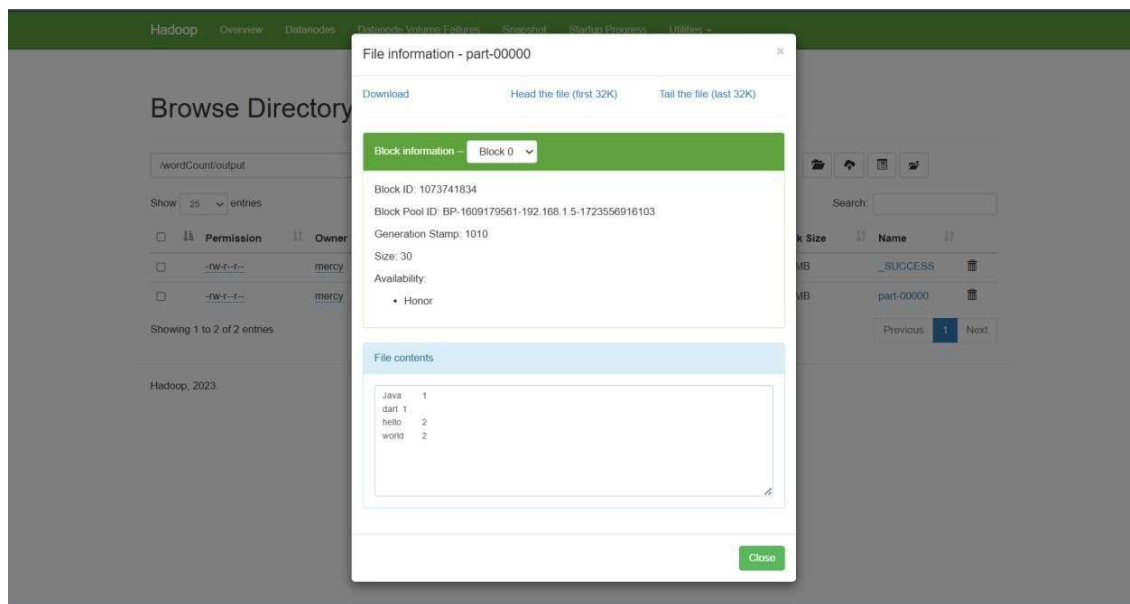 Hadoop Overview Datanodes Datanode Volume Failures Snapshot Startup Progress Utilities
File information - part-00000 ×
Download Head the file (first 32K) Tail the file (last 32K)
Browse Directory
Block information -- Block 0
/wordCount/output
Block ID: 1073741834
Show 25 entries Search:
Block Pool ID: BP-1609179561-192.168.1.5-1723556916103
Permission Owner k Size Name
Generation Stamp: 1010
Size: 30
-rw-r--r-- mercy MB _SUCCESS
Availability:
-rw-r--r-- mercy MB part-00000
• Honor
Showing 1 to 2 of 2 entries Previous 1 Next
File contents
Hadoop, 2023.
Java 1
dart 1
hello 2
world 2
Close